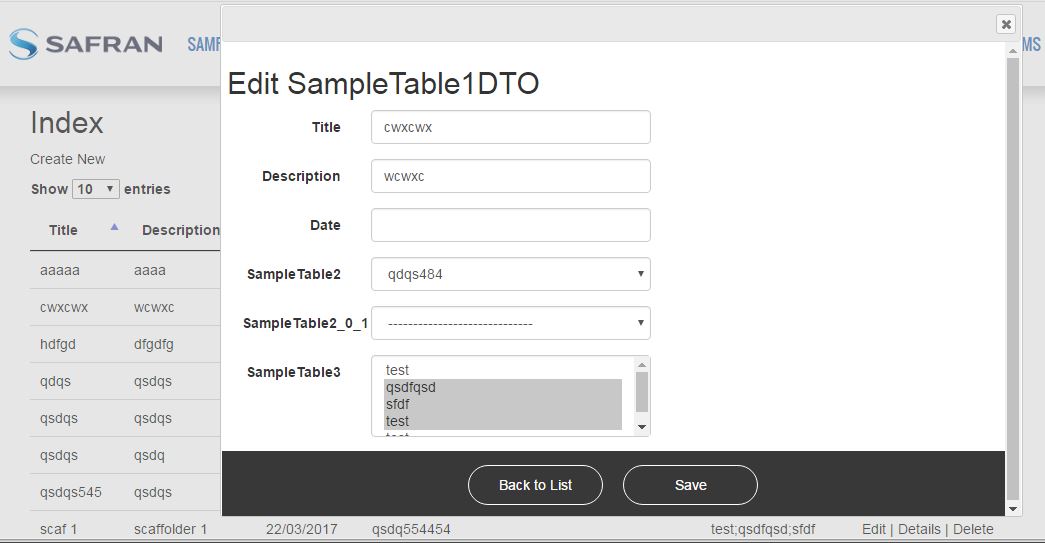 SAFRAN
Edit SampleTable1DTO
Title
cwxcwx
Description
wcwxc
Date
SampleTable2
qdqs484
SampleTable2_0_1
-----------------------------
SampleTable3
test
qsdfqsd
sfdf
test
test
Back to List
Save
Index
Create New
Show 10 entries
Title Description
aaaaa aaaa
cwxcwx wcwxc
hdfgd dfgdfg
qdqs qsdqs
qsdqs qsdqs
qsdqs qsdq
qsdqs545 qsdqs
scaf 1 scaffolder 1 22/03/2017 qsdq554454 test;qsdfqsd;sfdf Edit | Details | Delete